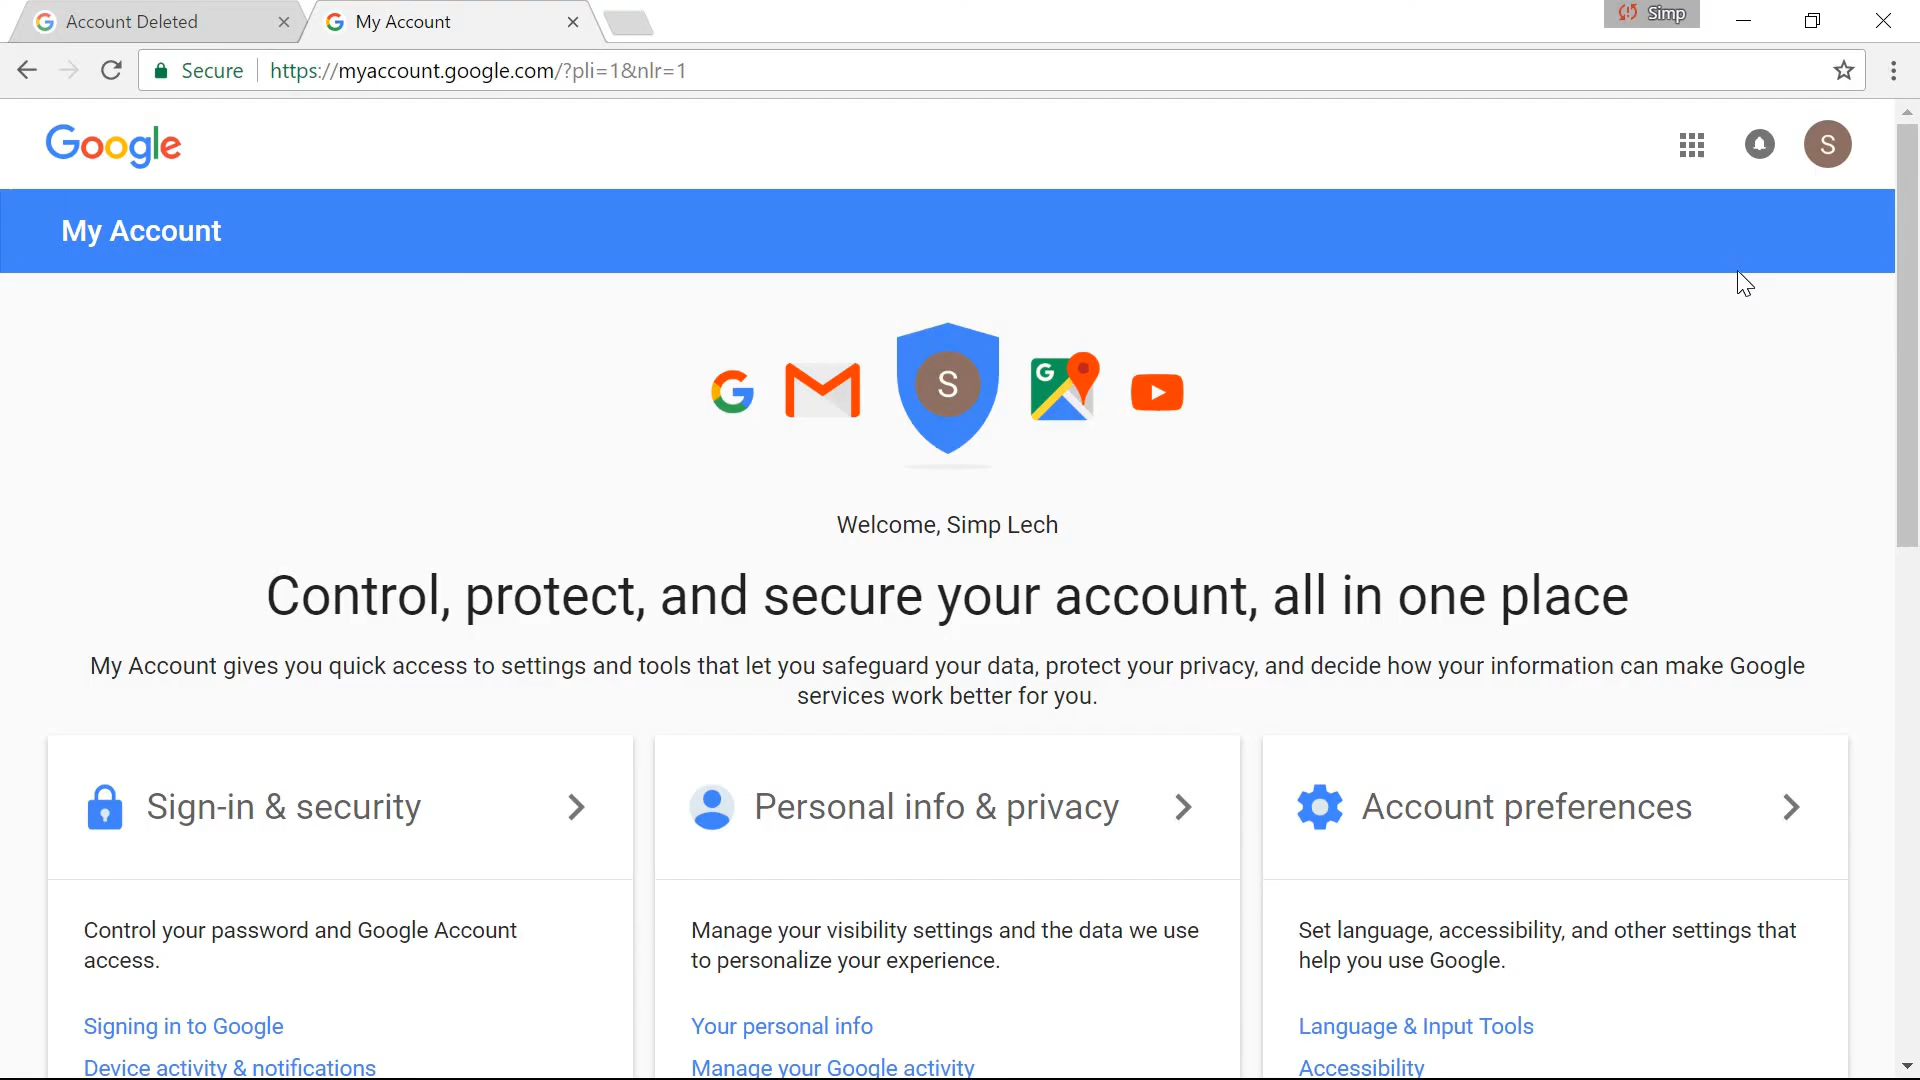 Account Deleted
My Account
Simp
Secure
https://myaccount.google.com/?pli=1&nlr=1
Google
S
My Account
G
S
G
Welcome, Simp Lech
Control, protect, and secure your account, all in one place
My Account gives you quick access to settings and tools that let you safeguard your data, protect your privacy, and decide how your information can make Google
services work better for you.
Sign-in & security
Control your password and Google Account
access.
Signing in to Google
Device activity & notifications
Personal info & privacy
Manage your visibility settings and the data we use
to personalize your experience.
Your personal info
Manage your Google activity
Account preferences
Set language, accessibility, and other settings that
help you use Google.
Language & Input Tools
Accessibility